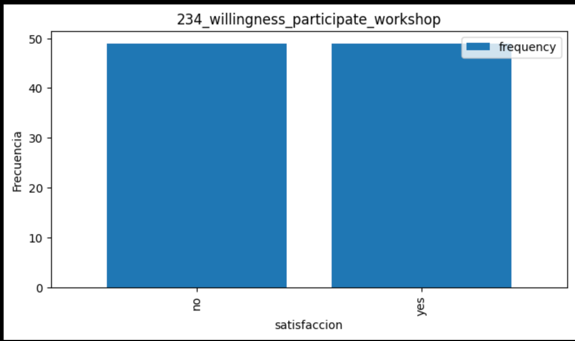 234_willingness_participate_workshop
frequency
50
40
30
20
10
0
Frecuencia
no
yes
satisfaccion